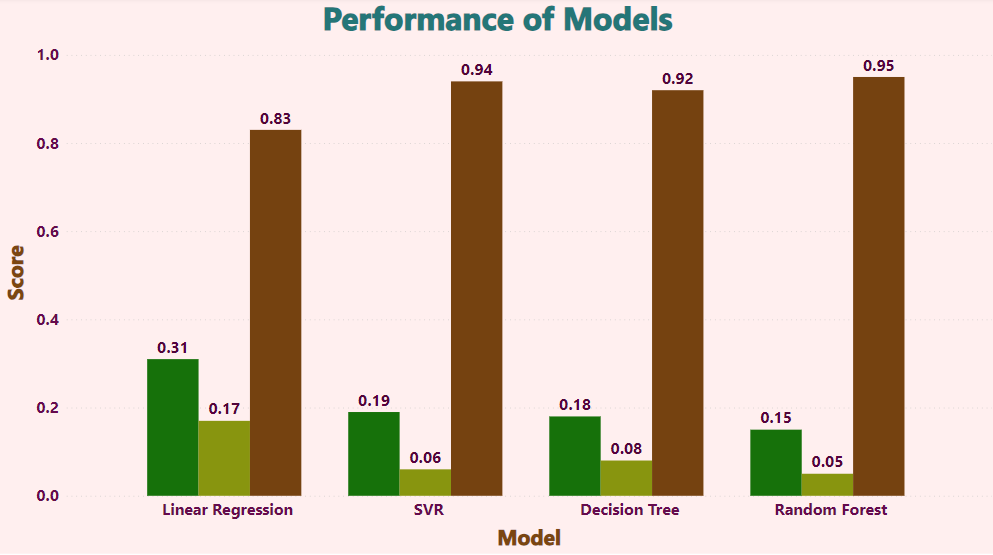 Performance of Models
1.0
0.8
0.6
0.4
0.2
0.0
Score
0.31
0.17
0.83
0.19
0.06
0.94
0.18
0.08
0.92
0.15
0.05
0.95
Linear Regression
SVR
Decision Tree
Random Forest
Model